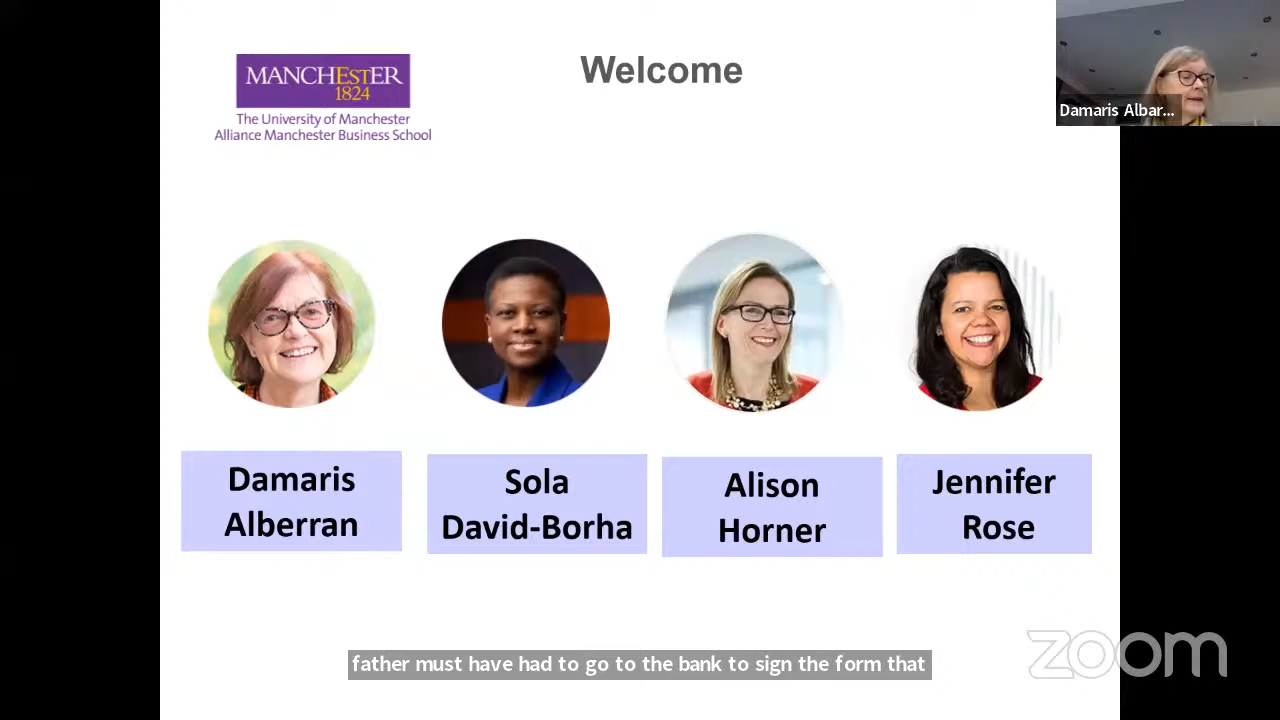 Welcome
MANCHESTER
1824
The University of Manchester
Alliance Manchester Business School
Damaris Albar...
Damaris
Alberran
Sola
David-Borha
Alison
Horner
Jennifer
Rose
father must have had to go to the bank to sign the form that
zoom